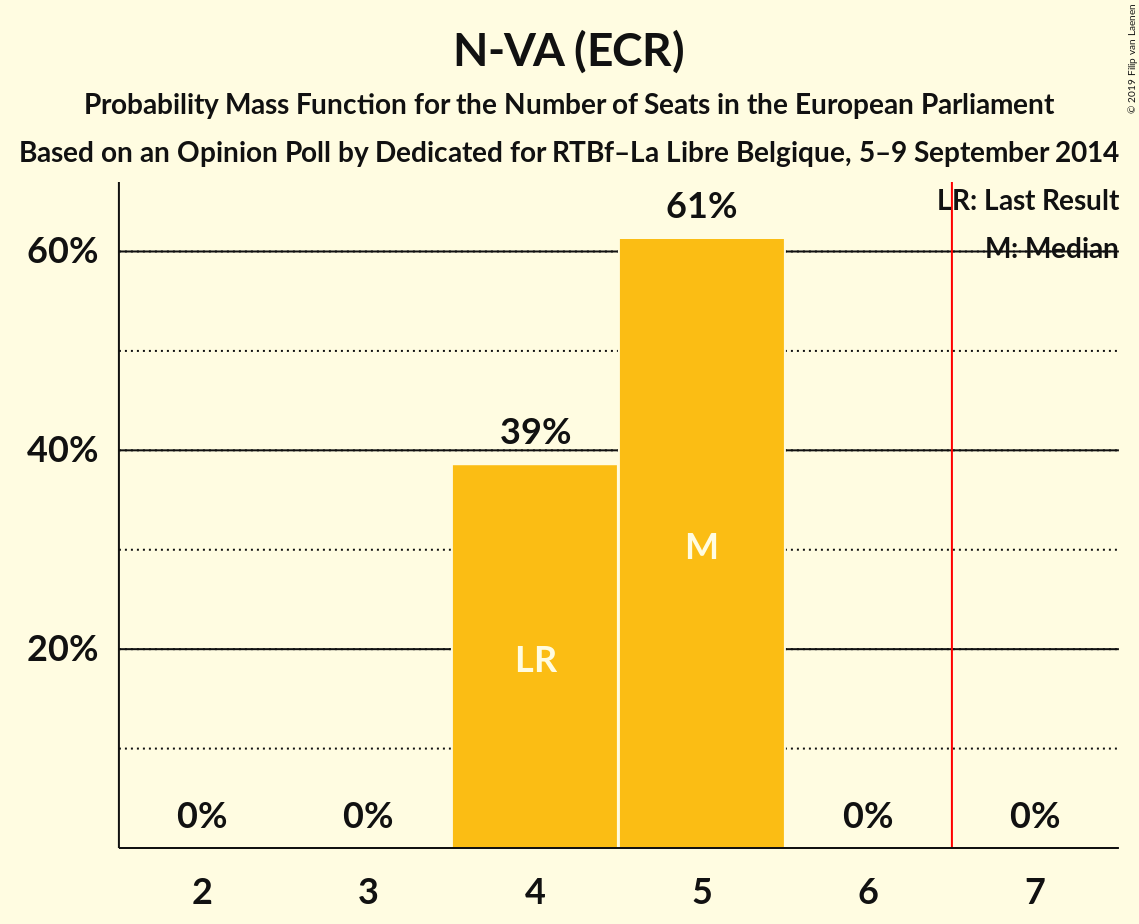 N-VA (ECR)
Probability Mass Function for the Number of Seats in the European Parliament
Based on an Opinion Poll by Dedicated for RTBf–La Libre Belgique, 5–9 September 2014
© 2019 Filip van Laenen
LR: Last Result
M: Median
60%
40%
20%
0%
0%
39%
61%
0%
0%
LR
M
2
3
4
5
6
7